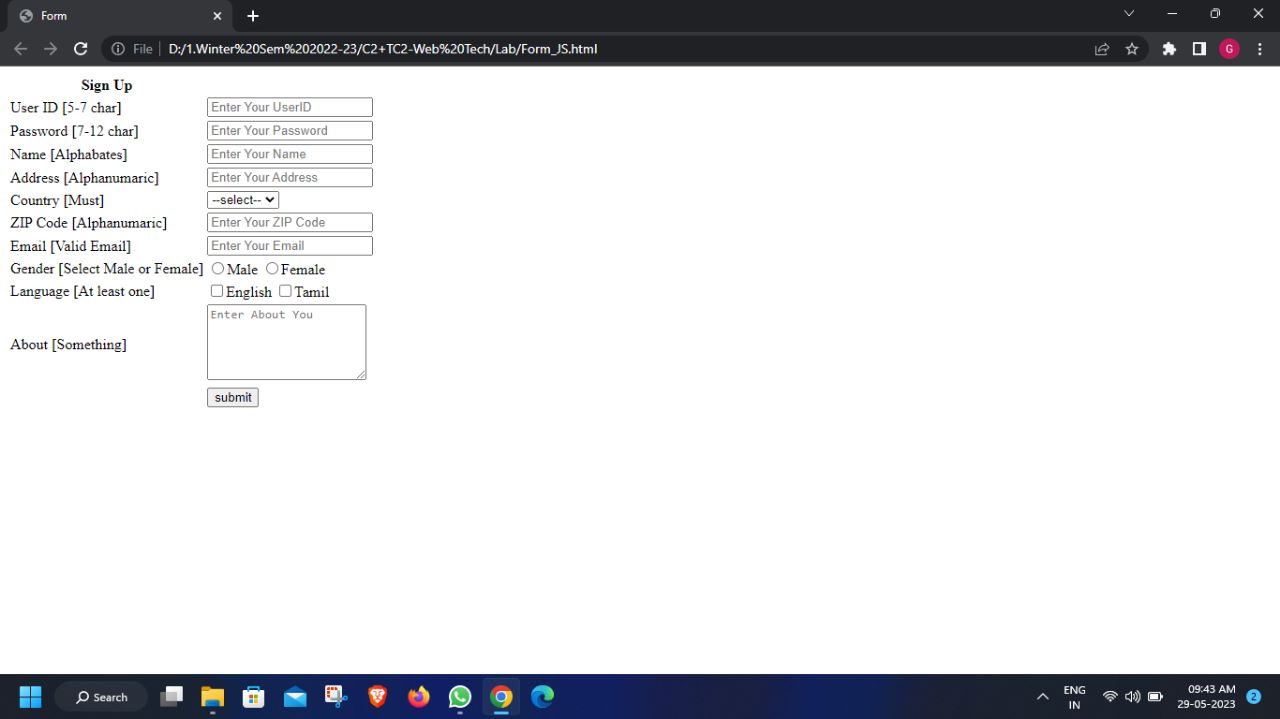 Form
File
D:/1.Winter%20Sem%202022-23/C2+TC2-Web%20Tech/Lab/Form_JS.html
G
Sign Up
User ID [5-7 char] Enter Your UserID
Password [7-12 char] Enter Your Password
Name [Alphabates] Enter Your Name
Address [Alphanumaric] Enter Your Address
Country [Must] --select--
ZIP Code [Alphanumaric] Enter Your ZIP Code
Email [Valid Email] Enter Your Email
Gender [Select Male or Female] Male Female
Language [At least one] English Tamil
Enter About You
About [Something]
submit
Search
ENG
IN
09:43 AM
29-05-2023
2